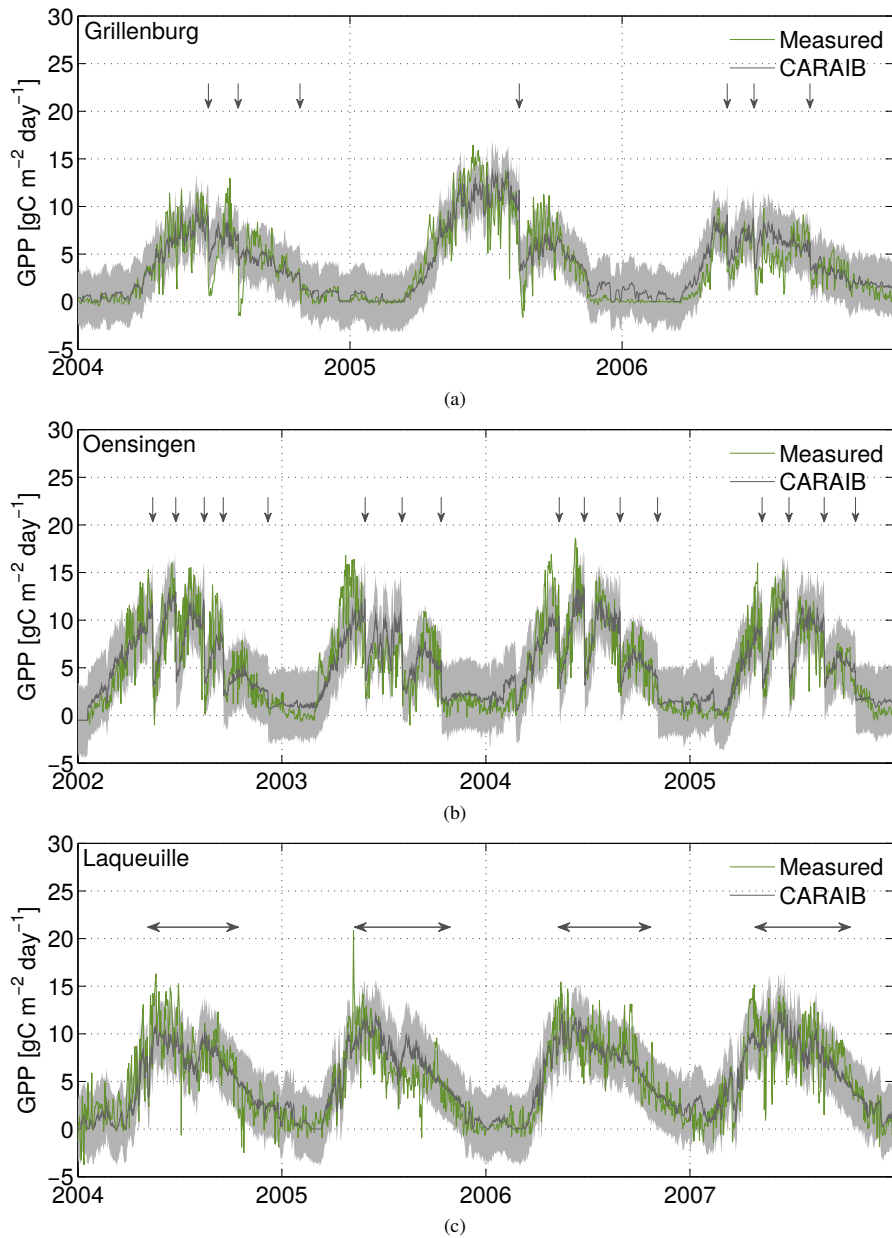 Grillenburg
Measured
CARAIB
GPP [gC m⁻² day⁻¹]
30
25
20
15
10
5
0
−5
2004
2005
2006
(a)
Oensingen
Measured
CARAIB
GPP [gC m⁻² day⁻¹]
30
25
20
15
10
5
0
−5
2002
2003
2004
2005
(b)
Laqueuille
Measured
CARAIB
GPP [gC m⁻² day⁻¹]
30
25
20
15
10
5
0
−5
2004
2005
2006
2007
(c)